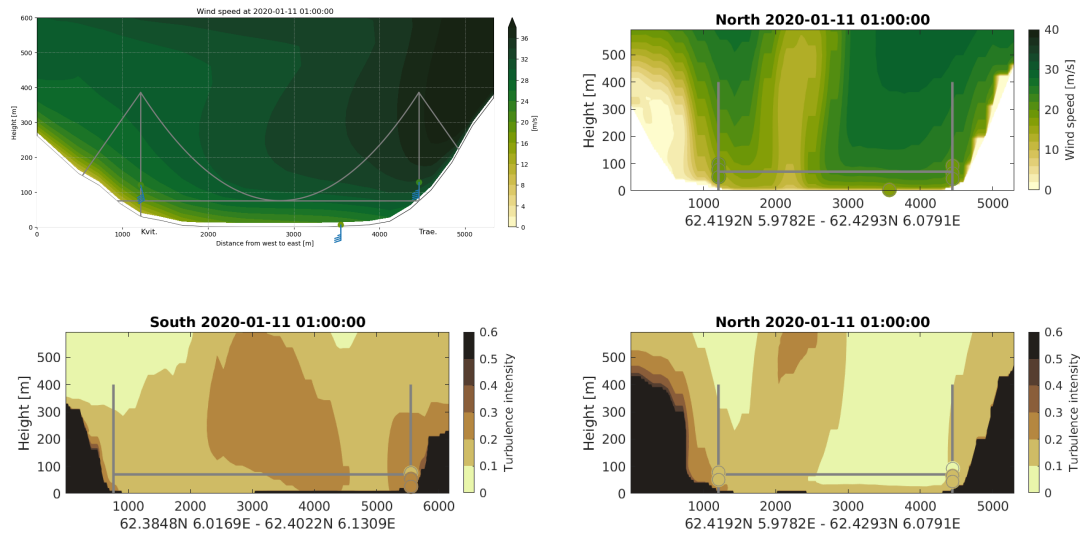 Wind speed at 2020-01-11 01:00:00
600
500
400
300
200
100
0
Height [m]
0 1000 2000 3000 4000 5000
Kvit. Trae.
Distance from west to east [m]
36
32
28
24
20
16
12
8
4
0
[m/s]
North 2020-01-11 01:00:00
500
400
300
200
100
0
Height [m]
1000 2000 3000 4000 5000
62.4192N 5.9782E - 62.4293N 6.0791E
40
30
20
10
0
Wind speed [m/s]
South 2020-01-11 01:00:00
500
400
300
200
100
0
Height [m]
1000 2000 3000 4000 5000 6000
62.3848N 6.0169E - 62.4022N 6.1309E
0.6
0.5
0.4
0.3
0.2
0.1
0
Turbulence intensity
North 2020-01-11 01:00:00
500
400
300
200
100
0
Height [m]
1000 2000 3000 4000 5000
62.4192N 5.9782E - 62.4293N 6.0791E
0.6
0.5
0.4
0.3
0.2
0.1
0
Turbulence intensity